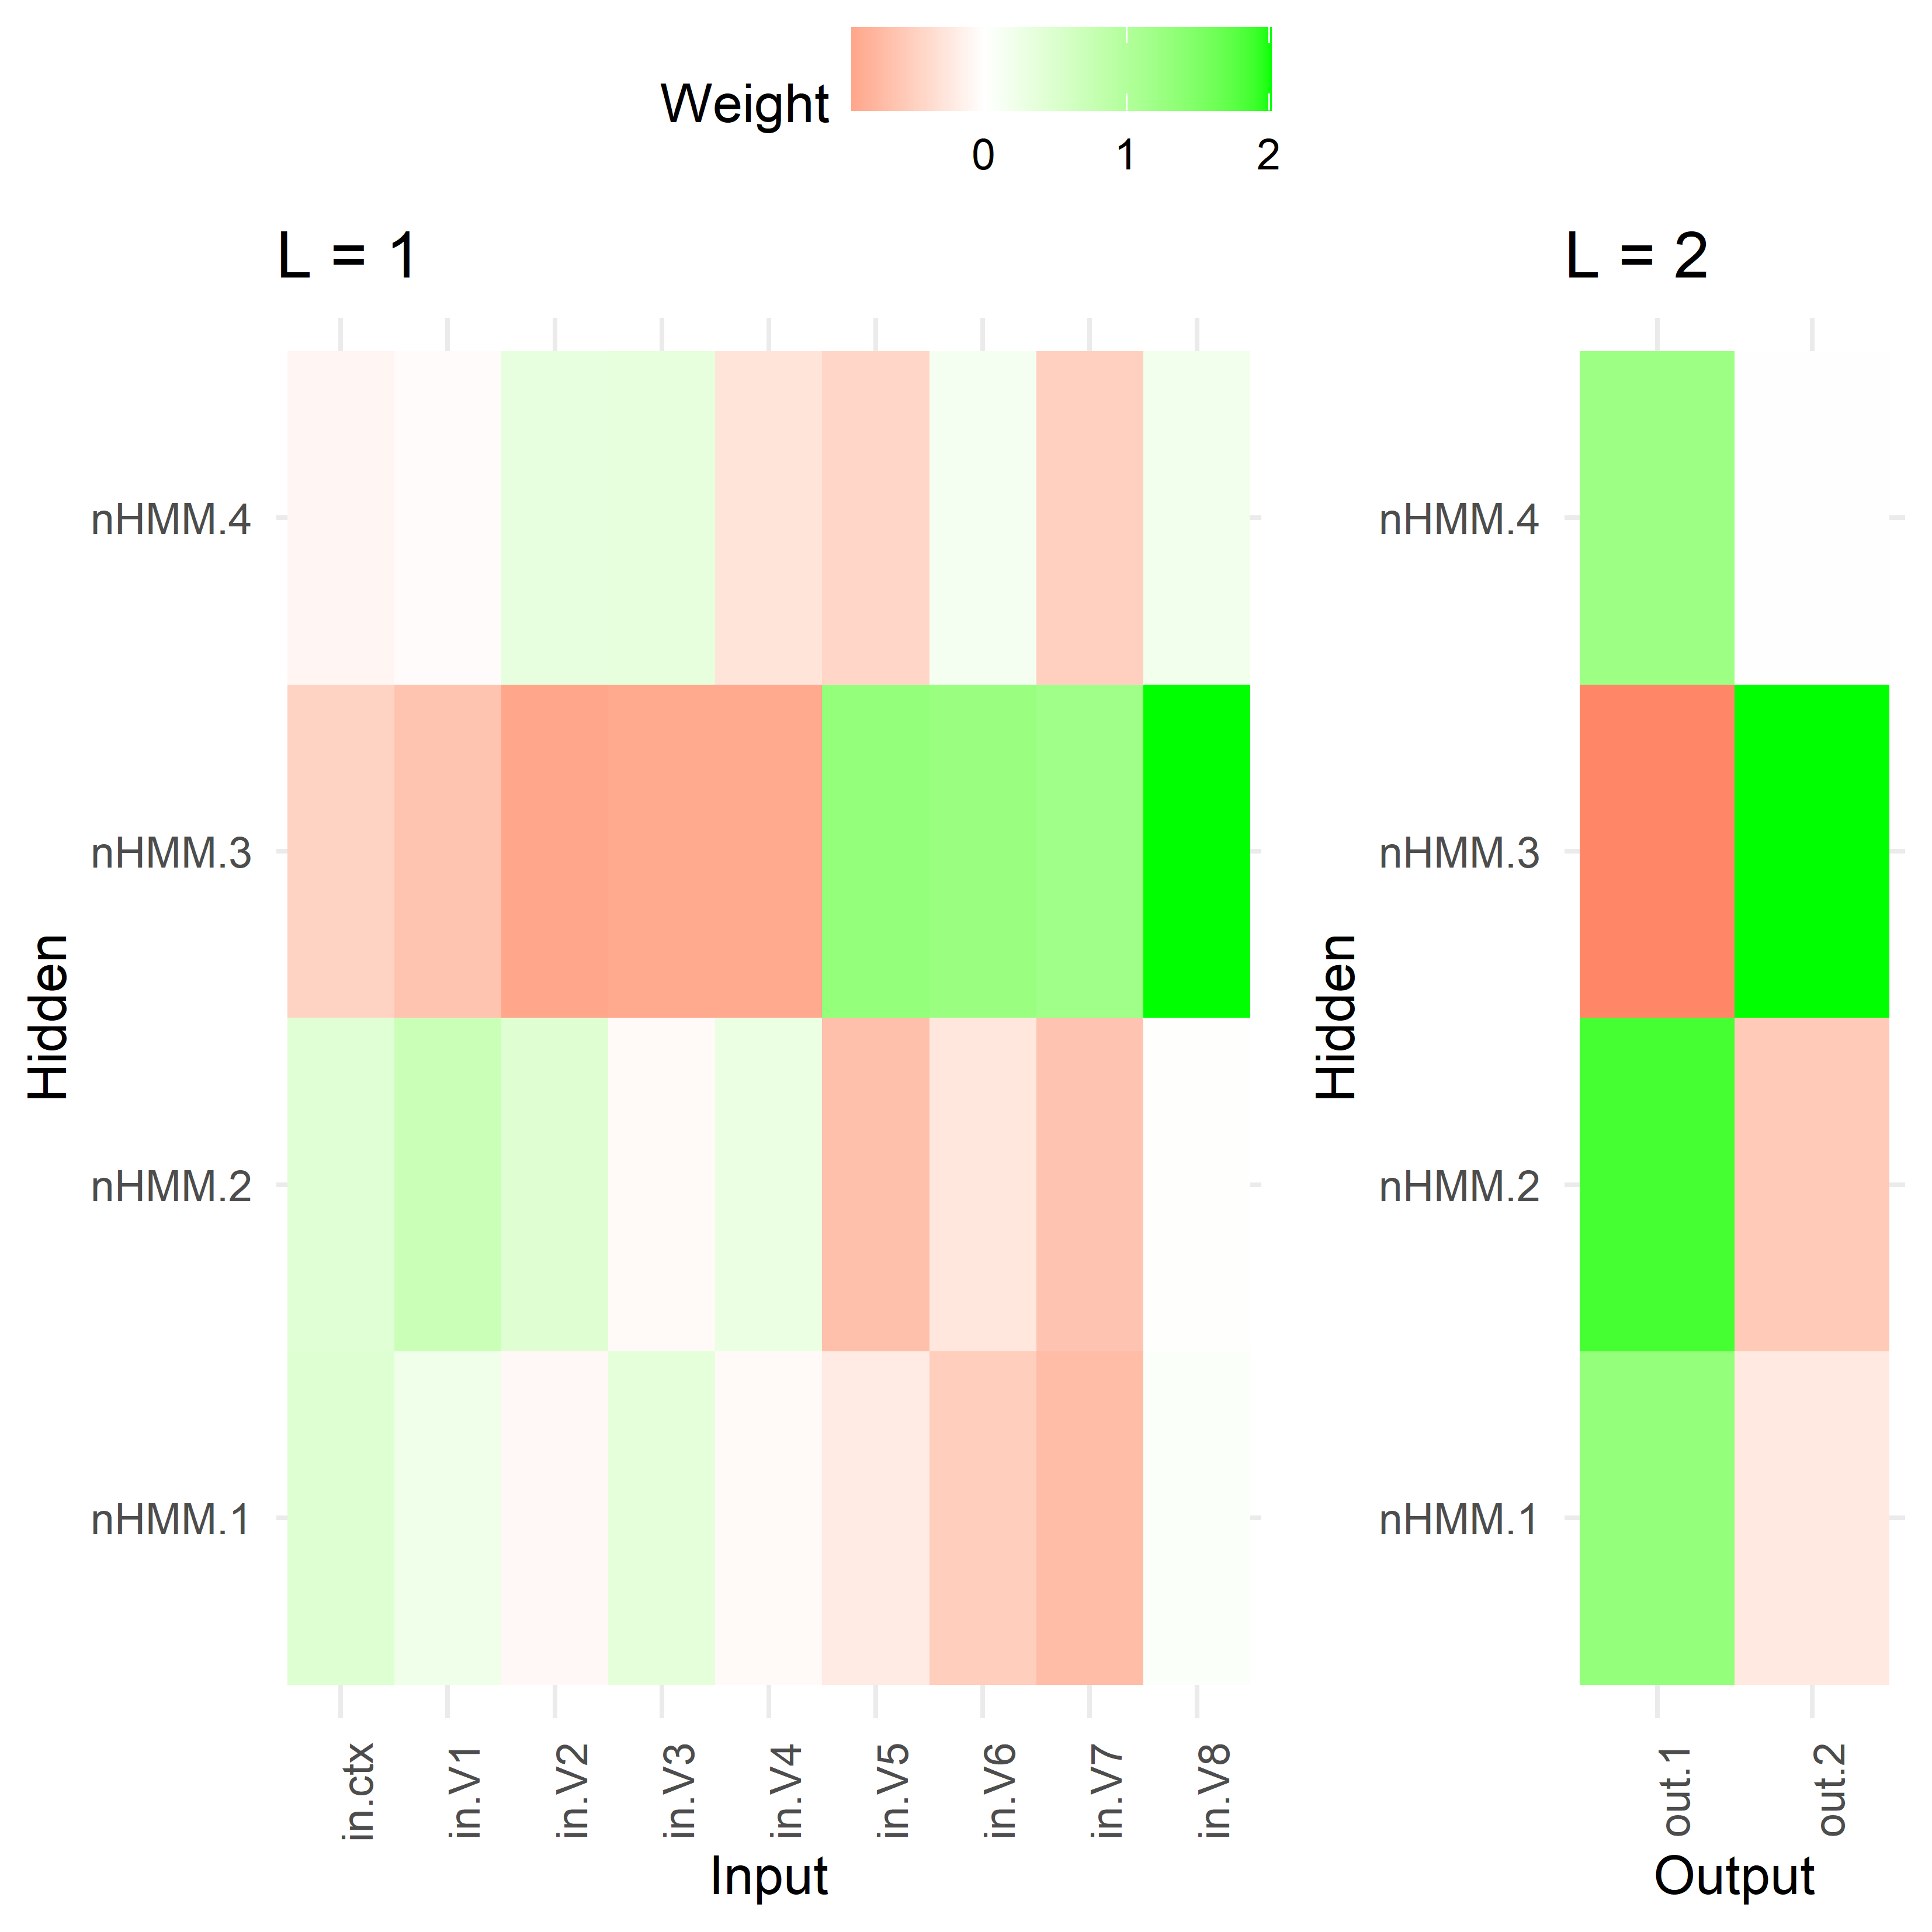 Weight
0 1 2
L = 1
L = 2
Hidden
nHMM.4
nHMM.3
nHMM.2
nHMM.1
in.ctx in.V1 in.V2 in.V3 in.V4 in.V5 in.V6 in.V7 in.V8
Input
Hidden
nHMM.4
nHMM.3
nHMM.2
nHMM.1
out.1 out.2
Output